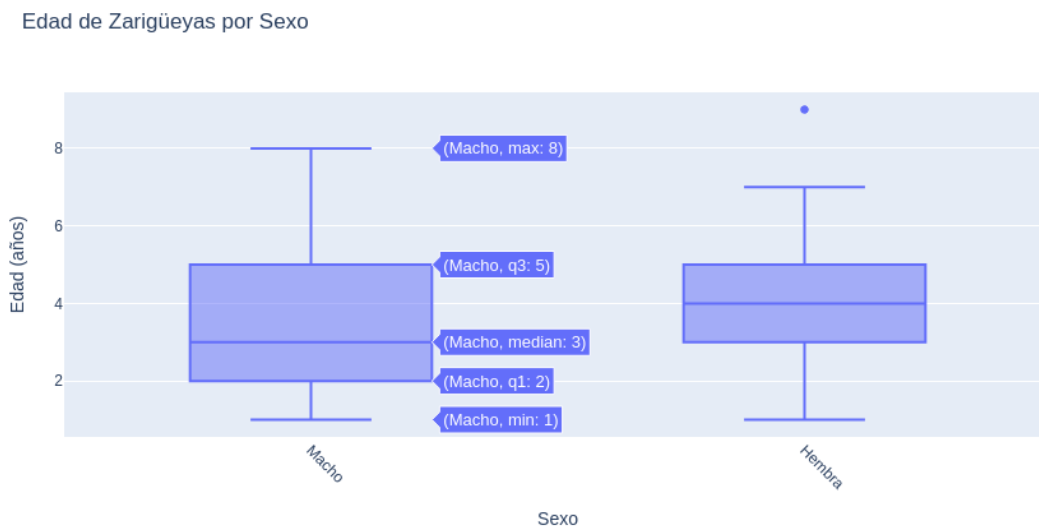 Edad de Zarigüeyas por Sexo
8
6
4
2
Edad (años)
(Macho, max: 8)
(Macho, q3: 5)
(Macho, median: 3)
(Macho, q1: 2)
(Macho, min: 1)
Macho
Hembra
Sexo